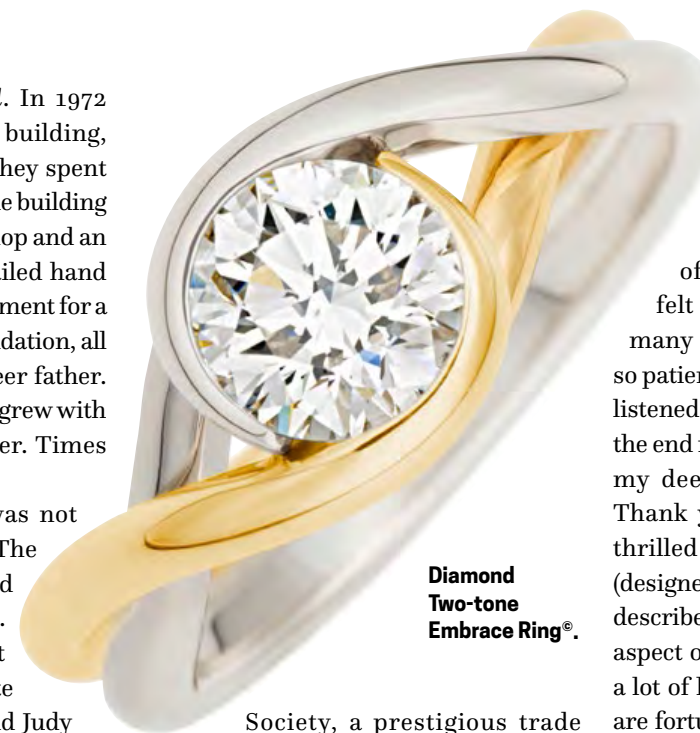 . In 1972
building,
hey spent
e building
op and an
iled hand
ment for a
dation, all
eer father.
grew with
er. Times
was not
The
d
.
t
te
d Judy
Diamond
Two-tone
Embrace Ring©.
Society, a prestigious trade
of
felt
many
so patien
listened
the end
my dee
Thank
thrilled
(designe
describe
aspect o
a lot of
are fortu